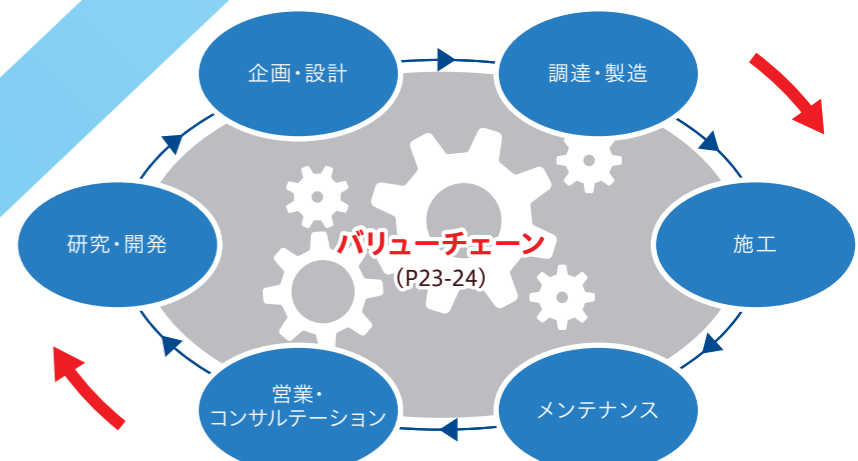 企画・設計
調達・製造
研究・開発
バリューチェーン
（P23-24）
施工
営業・
コンサルテーション
メンテナンス